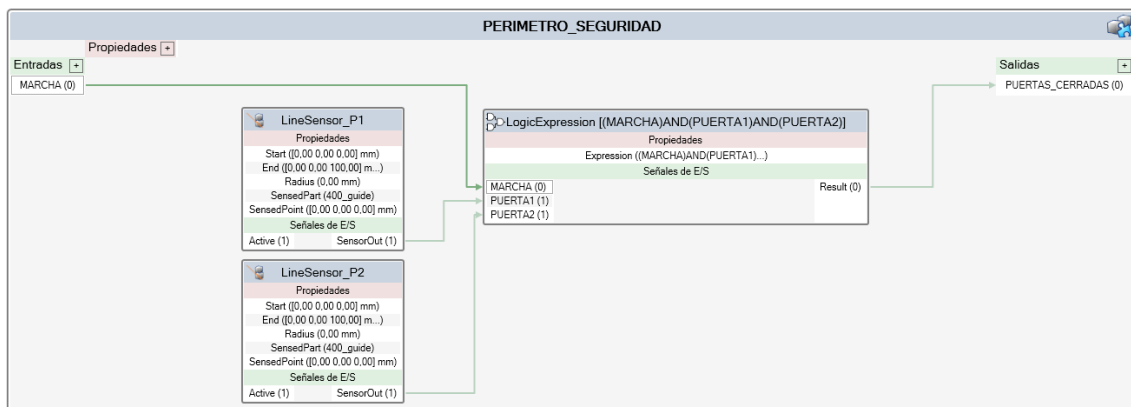 PERIMETRO_SEGURIDAD
Propiedades +
Entradas +
MARCHA (0)
Salidas +
PUERTAS_CERRADAS (0)
LineSensor_P1
Propiedades
Start ([0,00 0,00 0,00] mm)
End ([0,00 0,00 100,00] m...)
Radius (0,00 mm)
SensedPart (400_guide)
SensedPoint ([0,00 0,00 0,00] mm)
Señales de E/S
Active (1) SensorOut (1)
LogicExpression [(MARCHA)AND(PUERTA1)AND(PUERTA2)]
Propiedades
Expression ((MARCHA)AND(PUERTA1)...)
Señales de E/S
MARCHA (0) Result (0)
PUERTA1 (1)
PUERTA2 (1)
LineSensor_P2
Propiedades
Start ([0,00 0,00 0,00] mm)
End ([0,00 0,00 100,00] m...)
Radius (0,00 mm)
SensedPart (400_guide)
SensedPoint ([0,00 0,00 0,00] mm)
Señales de E/S
Active (1) SensorOut (1)